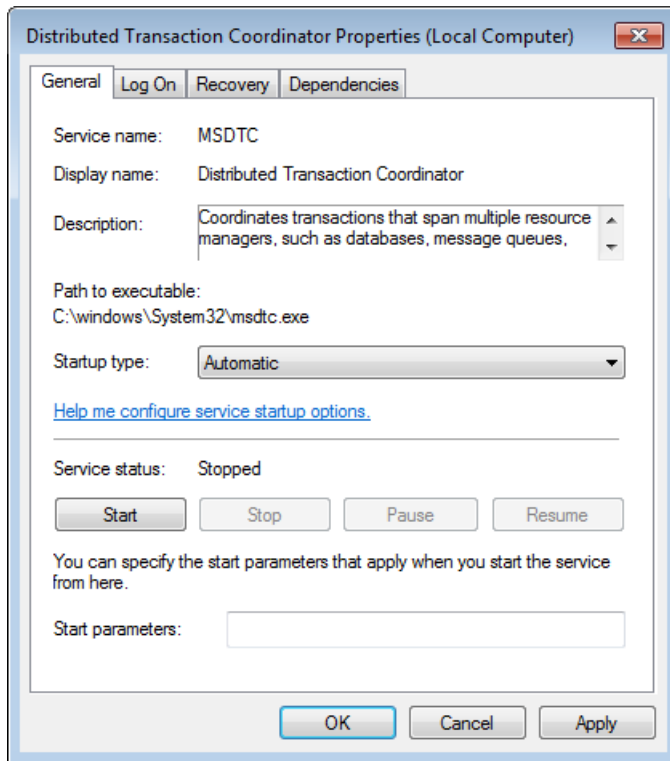 Distributed Transaction Coordinator Properties (Local Computer)
General Log On Recovery Dependencies
Service name: MSDTC
Display name: Distributed Transaction Coordinator
Description: Coordinates transactions that span multiple resource
managers, such as databases, message queues,
Path to executable:
C:\windows\System32\msdtc.exe
Startup type: Automatic
Help me configure service startup options.
Service status: Stopped
Start Stop Pause Resume
You can specify the start parameters that apply when you start the service
from here.
Start parameters:
OK Cancel Apply